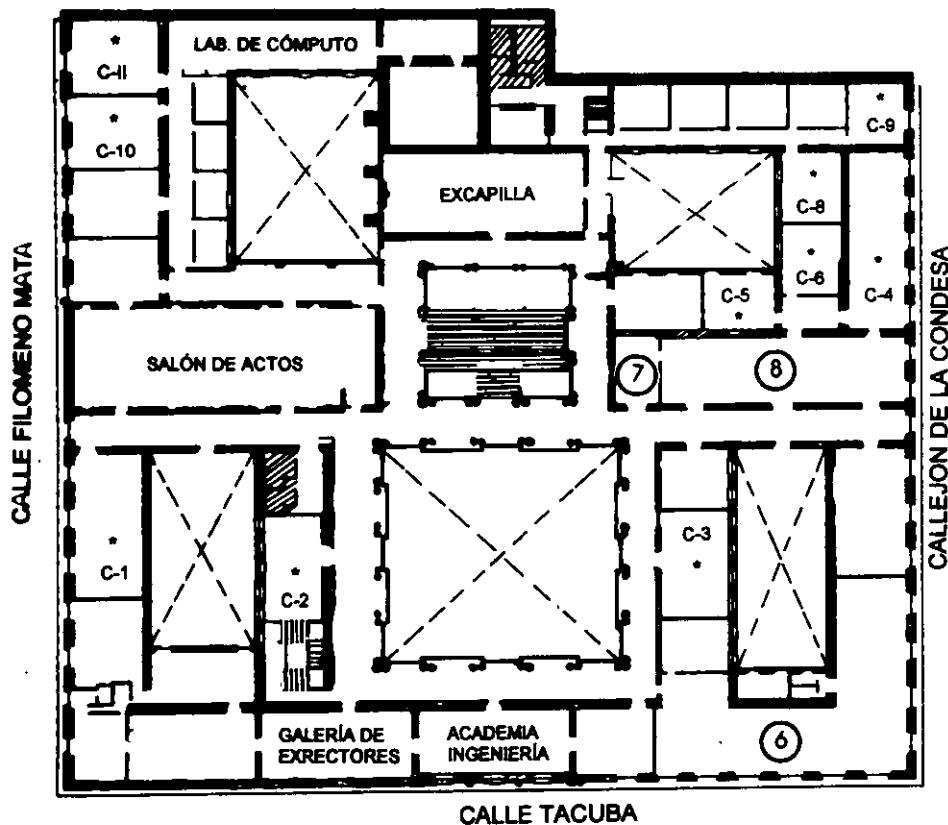 LAB. DE CÓMPUTO
*
C-II
*
C-10
*
C-9
EXCAPILLA
*
C-8
C-6
*
C-5
*
*
C-4
CALLE FILOMENO MATA
SALÓN DE ACTOS
7
8
CALLEJON DE LA CONDESA
*
C-1
*
C-2
C-3
*
GALERÍA DE
EXRECTORES
ACADEMIA
INGENIERÍA
6
CALLE TACUBA